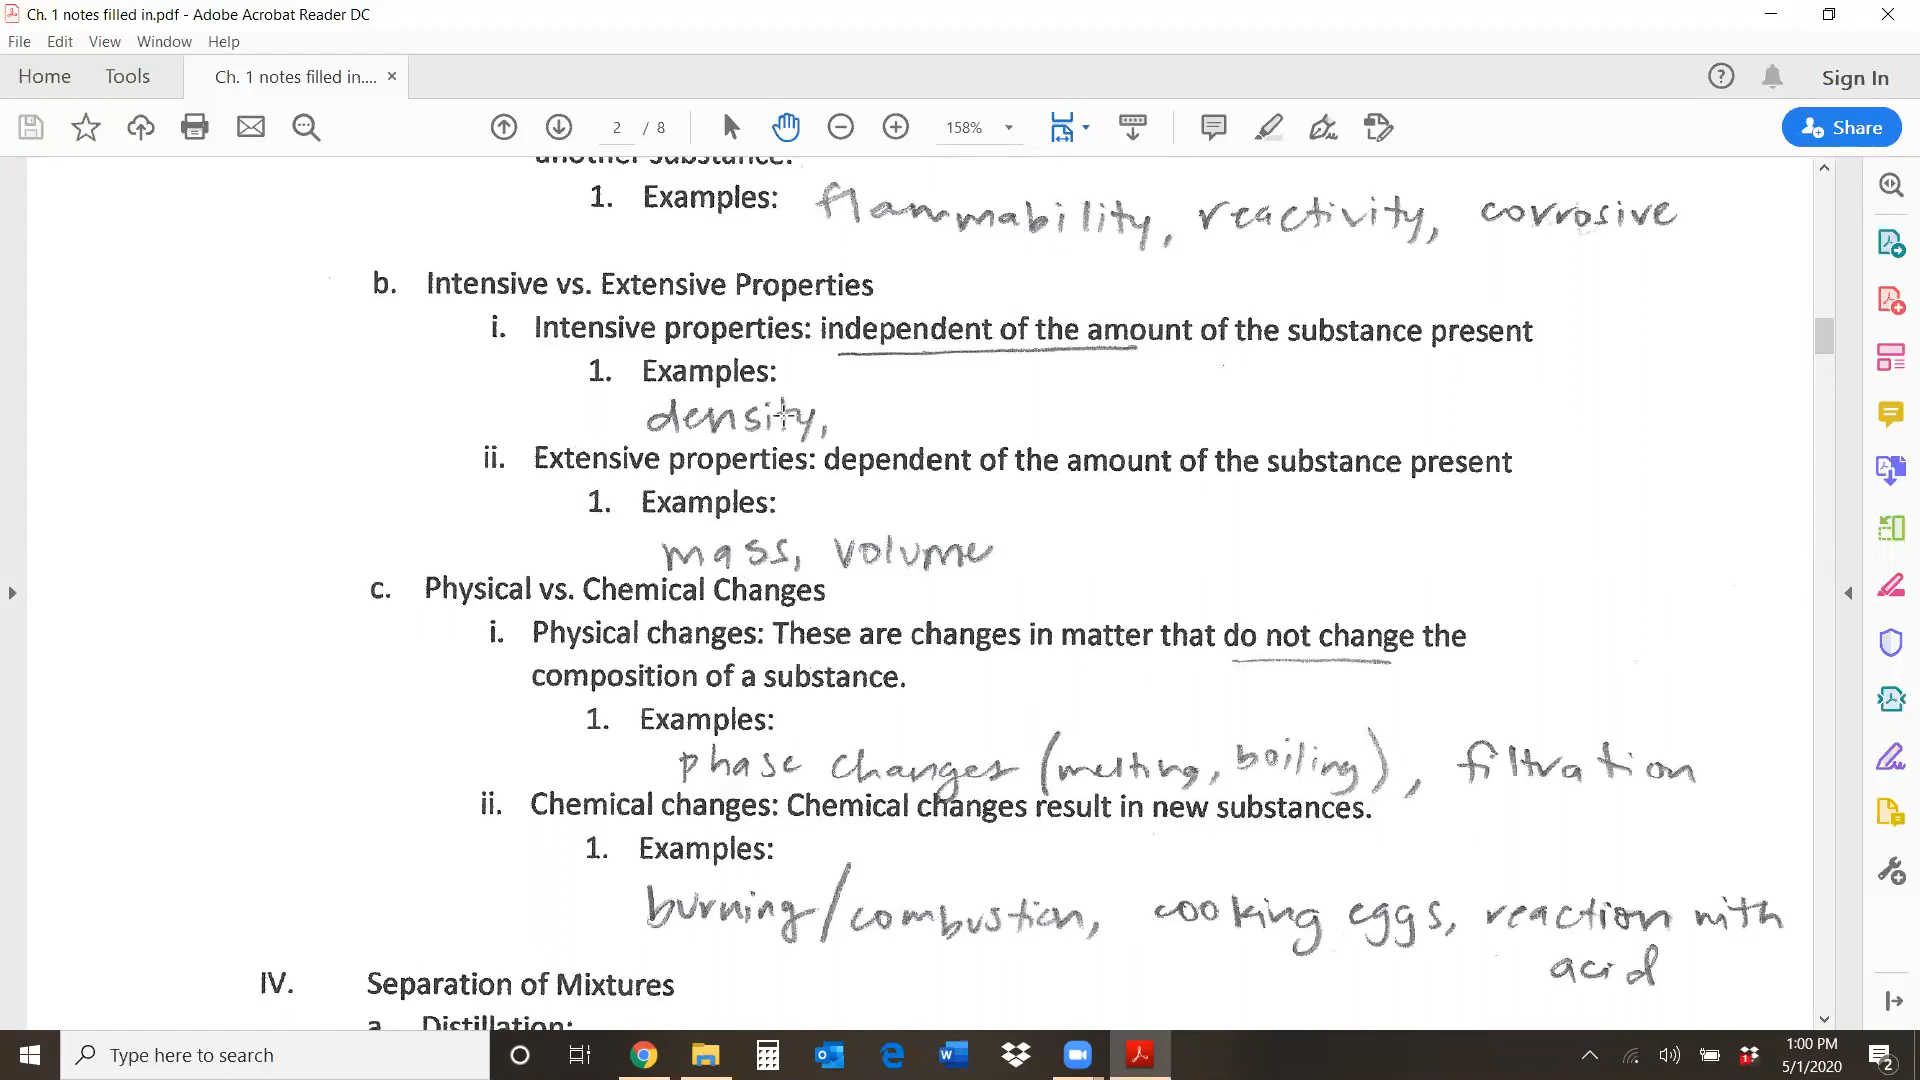 Ch. 1 notes filled in.pdf - Adobe Acrobat Reader DC
File Edit View Window Help
Home Tools Ch. 1 notes filled in.... × Sign In
2 / 8 158% Share
another substance.
1. Examples: flammability, reactivity, corrosive
b. Intensive vs. Extensive Properties
i. Intensive properties: independent of the amount of the substance present
1. Examples:
density,
ii. Extensive properties: dependent of the amount of the substance present
1. Examples:
mass, volume
c. Physical vs. Chemical Changes
i. Physical changes: These are changes in matter that do not change the
composition of a substance.
1. Examples:
phase changes (melting, boiling), filtration
ii. Chemical changes: Chemical changes result in new substances.
1. Examples:
burning/combustion, cooking eggs, reaction with
acid
IV. Separation of Mixtures
a. Distillation:
Type here to search
1:00 PM
5/1/2020
2